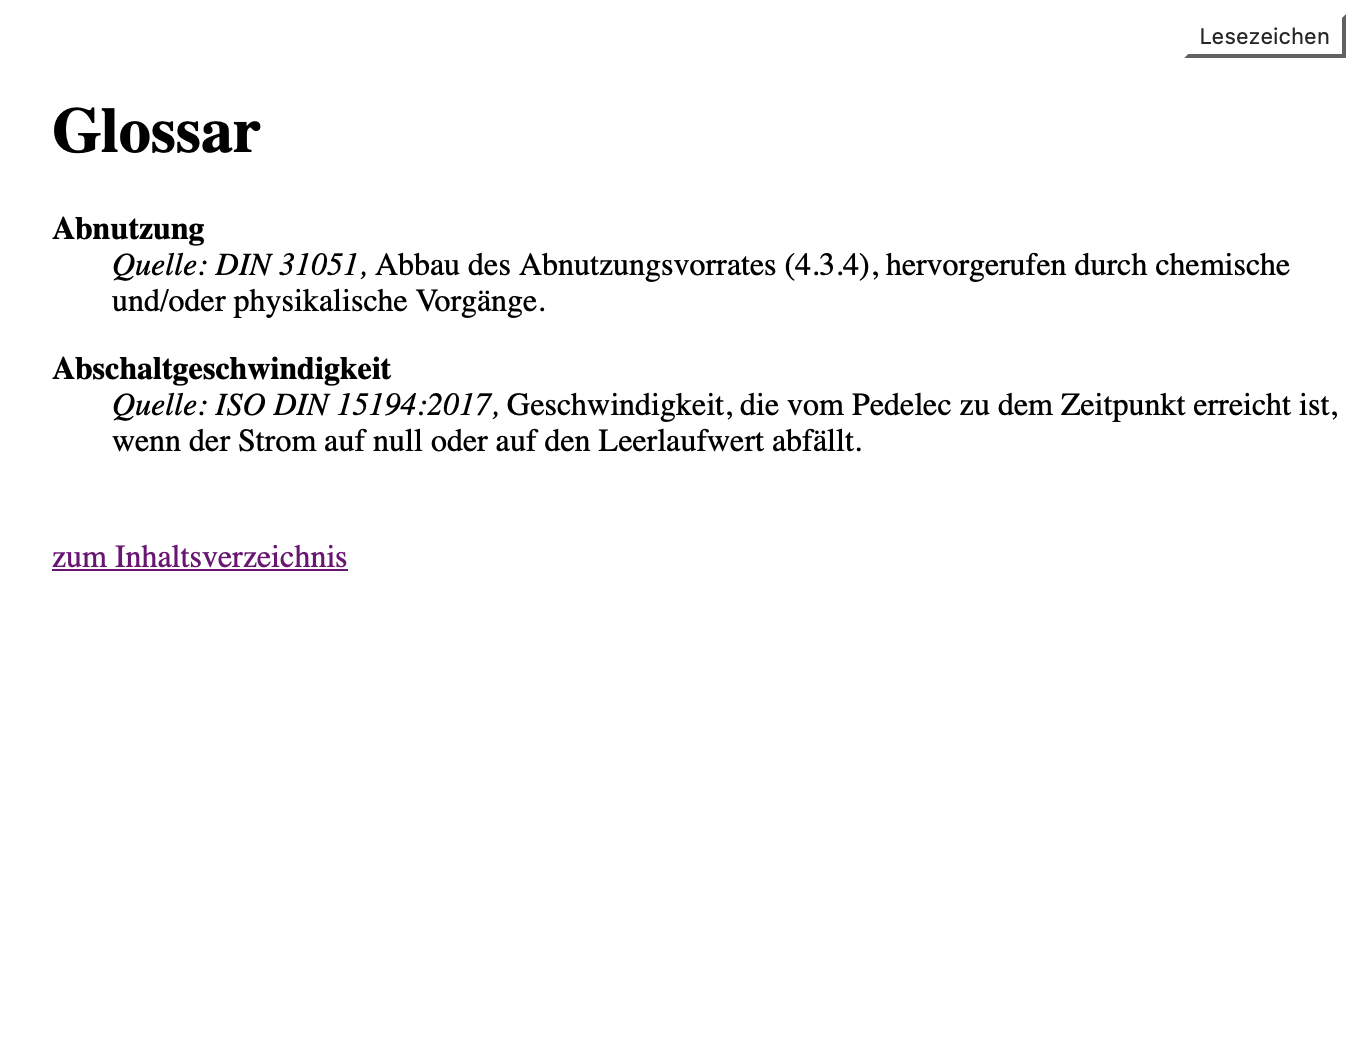 Lesezeichen
Glossar
Abnutzung
Quelle: DIN 31051, Abbau des Abnutzungsvorrates (4.3.4), hervorgerufen durch chemische
und/oder physikalische Vorgänge.
Abschaltgeschwindigkeit
Quelle: ISO DIN 15194:2017, Geschwindigkeit, die vom Pedelec zu dem Zeitpunkt erreicht ist,
wenn der Strom auf null oder auf den Leerlaufwert abfällt.
zum Inhaltsverzeichnis